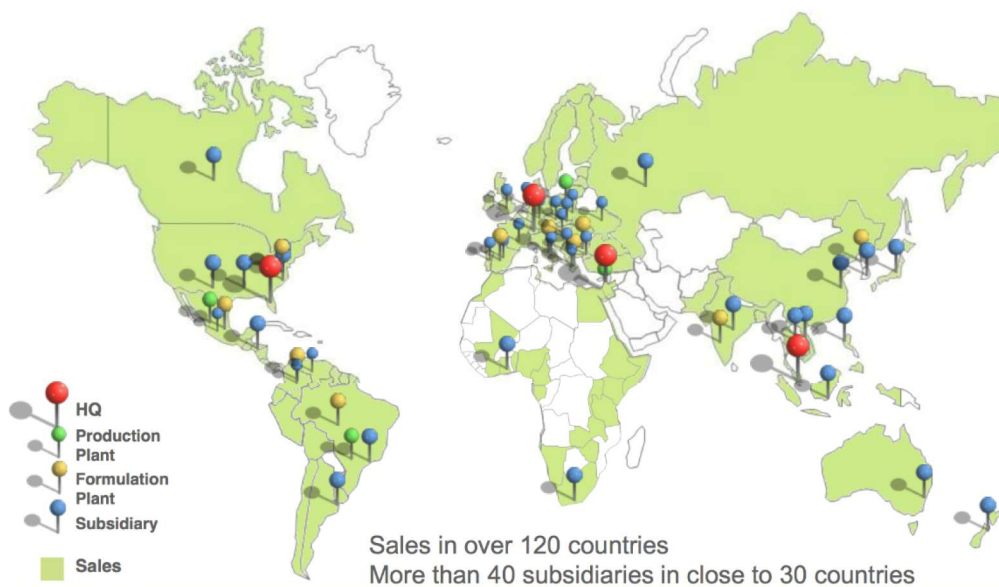 HQ
Production
Plant
Formulation
Plant
Subsidiary
Sales
Sales in over 120 countries
More than 40 subsidiaries in close to 30 countries